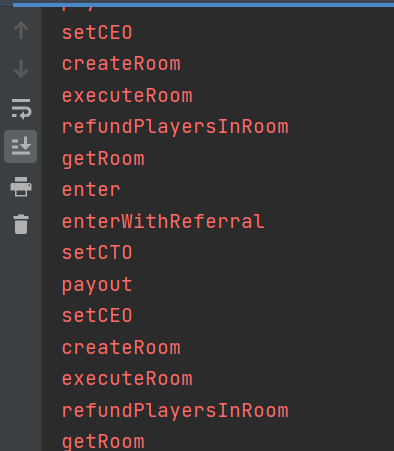 setCEO
createRoom
executeRoom
refundPlayersInRoom
getRoom
enter
enterWithReferral
setCTO
payout
setCEO
createRoom
executeRoom
refundPlayersInRoom
getRoom